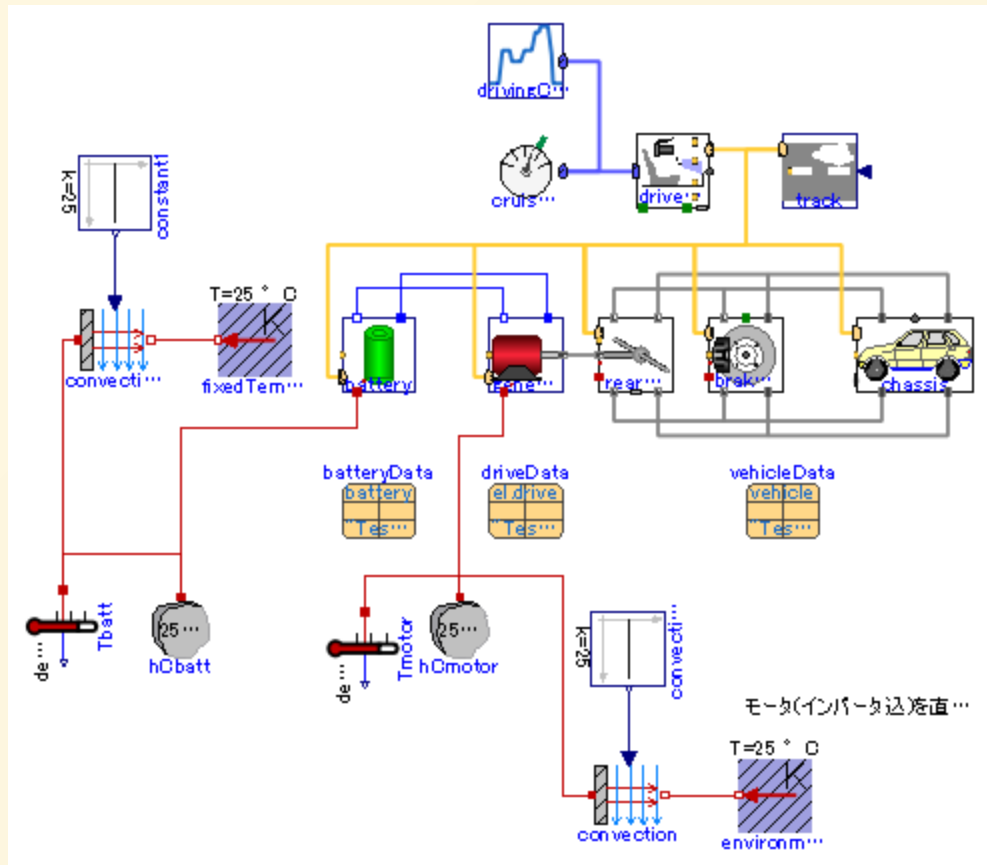 drivingC…
cruis…
drive…
track
k=25
constant1
T=25 ° C
K
convecti…
fixedTem…
battery
rear…
brak…
chassis
batteryData
battery
"Tes…
driveData
el.drive
"Tes…
vehicleData
vehicle
"Tes…
Tbatt
de…
25…
hCbatt
Tmotor
de…
25…
hCmotor
k=25
convecti…
モータ(インバータ込)を直…
T=25 ° C
K
convection
environm…